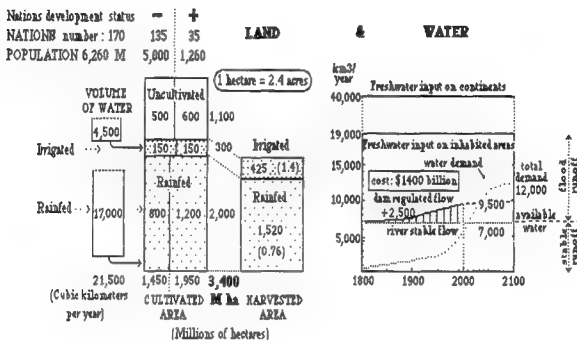 Nations development status − +
NATIONS number : 170 135 35
POPULATION 6,260 M 5,000 1,260
LAND & WATER
1 hectare = 2.4 acres
VOLUME
OF WATER
4,500
Irrigated
Rainfed
17,000
21,500
(Cubic kilometers
per year)
Uncultivated
500 600 1,100
150 150 300
Rainfed
800 1,200 2,000
1,450 1,950 3,400
CULTIVATED
AREA
M ha
HARVESTED
AREA
(Millions of hectares)
Irrigated
425 (1.4)
Rainfed
1,520
(0.76)
km3/
year
40,000
19,000
15,000
10,000
5,000
Freshwater input on continents
Freshwater input on inhabited areas
water demand
cost: $1400 billion
dam regulated flow
+2,500
9,500
river stable flow
7,000
total
demand
12,000
available
water
flood
runoff
stable
runoff
1800 1900 2000 2100